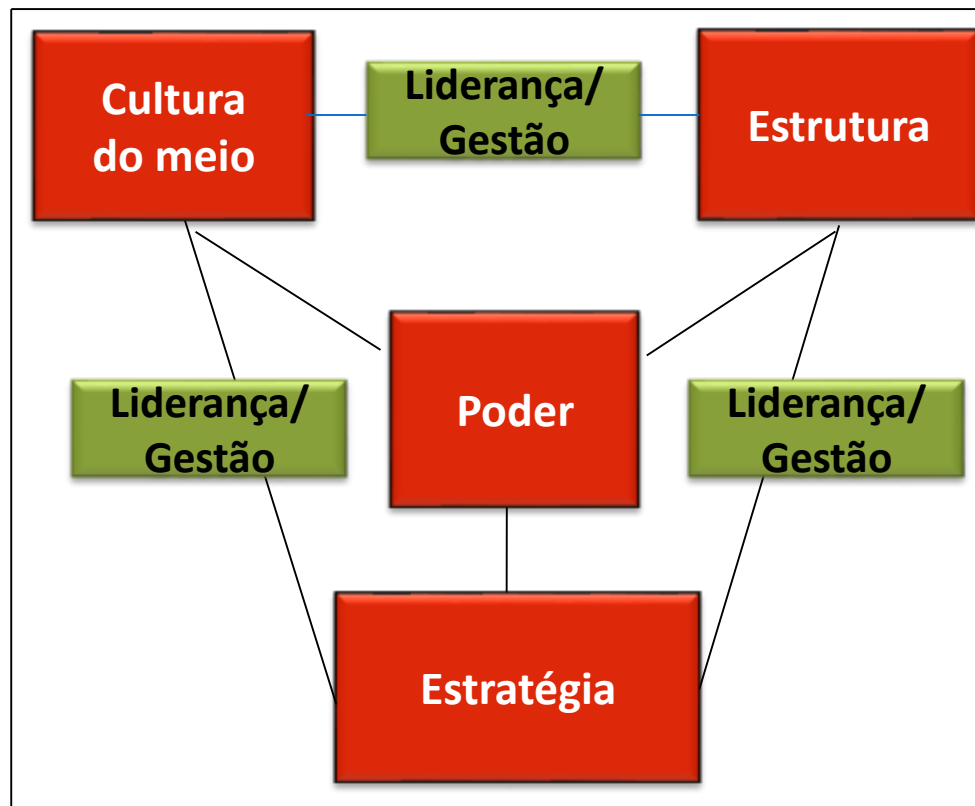 Cultura
do meio
Liderança/
Gestão
Estrutura
Liderança/
Gestão
Poder
Liderança/
Gestão
Estratégia